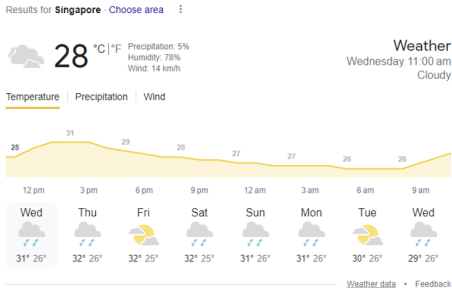 Results for Singapore · Choose area
28 °C | °F
Precipitation: 5%
Humidity: 78%
Wind: 14 km/h
Weather
Wednesday 11:00 am
Cloudy
Temperature Precipitation Wind
28 31 29 28 27 27 26 26
12 pm 3 pm 6 pm 9 pm 12 am 3 am 6 am 9 am
Wed Thu Fri Sat Sun Mon Tue Wed
31° 26° 32° 26° 32° 25° 32° 25° 31° 26° 31° 26° 30° 26° 29° 26°
Weather data • Feedback